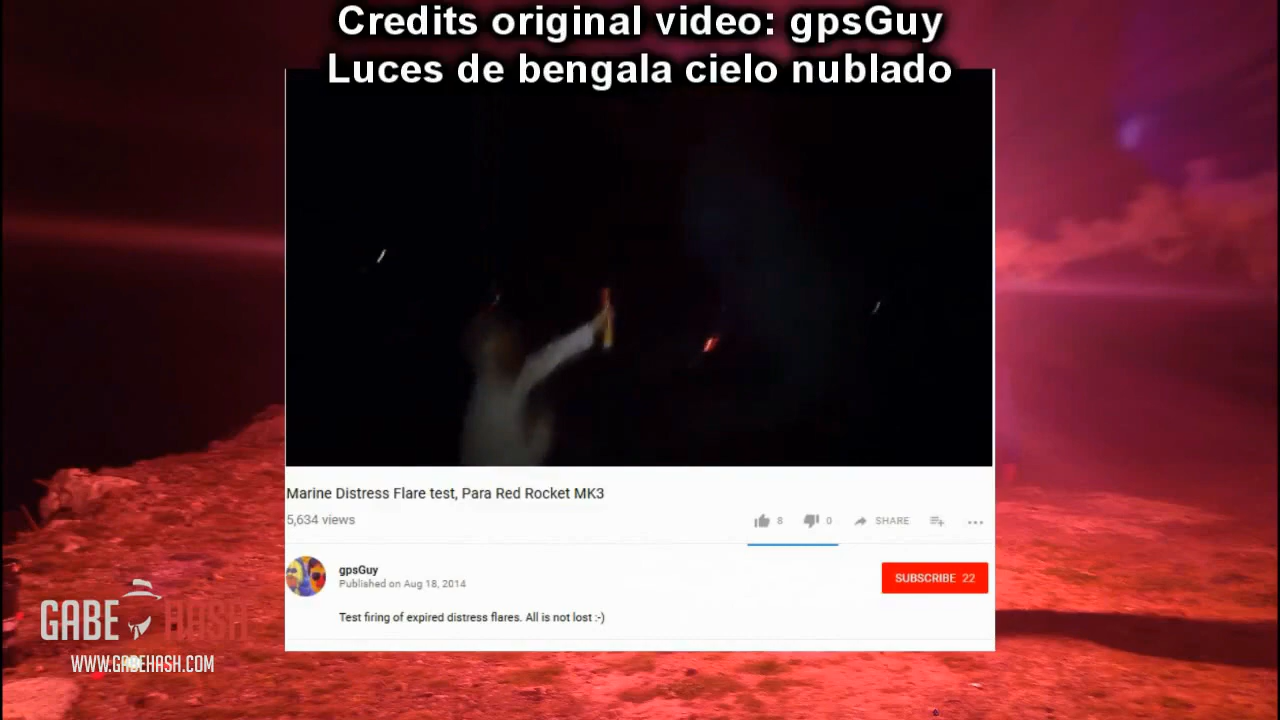 Credits original video: gpsGuy
Luces de bengala cielo nublado
Marine Distress Flare test, Para Red Rocket MK3
5,634 views
8
0
SHARE
gpsGuy
Published on Aug 18, 2014
SUBSCRIBE 22
Test firing of expired distress flares. All is not lost :-)
GABE HASH
WWW.GABEHASH.COM